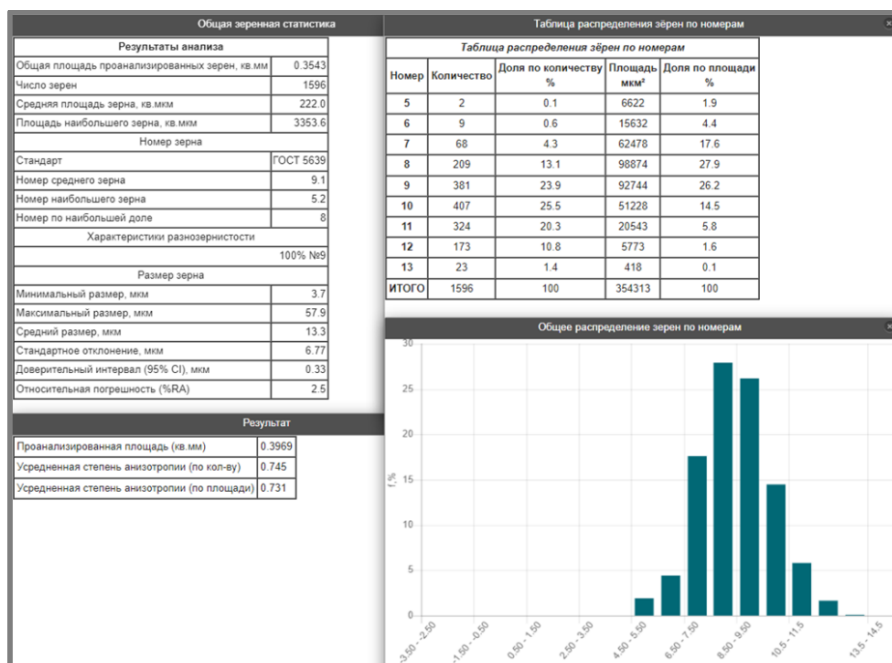 Общая зеренная статистика
Результаты анализа
Общая площадь проанализированных зерен, кв.мм 0.3543
Число зерен 1596
Средняя площадь зерна, кв.мкм 222.0
Площадь наибольшего зерна, кв.мкм 3353.6
Номер зерна
Стандарт ГОСТ 5639
Номер среднего зерна 9.1
Номер наибольшего зерна 5.2
Номер по наибольшей доле 8
Характеристики разнозернистости
100% №9
Размер зерна
Минимальный размер, мкм 3.7
Максимальный размер, мкм 57.9
Средний размер, мкм 13.3
Стандартное отклонение, мкм 6.77
Доверительный интервал (95% CI), мкм 0.33
Относительная погрешность (%RA) 2.5
Результат
Проанализированная площадь (кв.мм) 0.3969
Усредненная степень анизотропии (по кол-ву) 0.745
Усредненная степень анизотропии (по площади) 0.731
Таблица распределения зёрен по номерам
Таблица распределения зёрен по номерам
Номер Количество Доля по количеству % Площадь мкм² Доля по площади %
5 2 0.1 6622 1.9
6 9 0.6 15632 4.4
7 68 4.3 62478 17.6
8 209 13.1 98874 27.9
9 381 23.9 92744 26.2
10 407 25.5 51228 14.5
11 324 20.3 20543 5.8
12 173 10.8 5773 1.6
13 23 1.4 418 0.1
ИТОГО 1596 100 354313 100
Общее распределение зерен по номерам
30
25
20
15
10
5
0
f,%
-3.50 - -2.50
-1.50 - -0.50
0.50 - 1.50
2.50 - 3.50
4.50 - 5.50
6.50 - 7.50
8.50 - 9.50
10.5 - 11.5
13.5 - 14.5